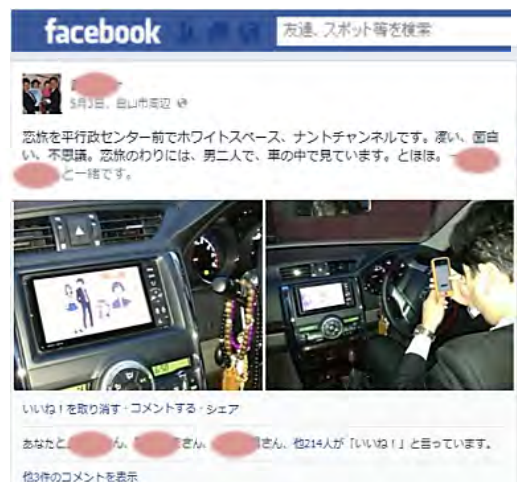 facebook
友達、スポット等を検索
5月3日、白山市周辺
恋旅を平行政センター前でホワイトスペース、ナントチャンネルです。凄い、面白
い、不思議。恋旅のわりには、男二人で、車の中で見ています。とほほ。
と一緒です。
いいね！を取り消す・コメントする・シェア
あなたと、 ん、 さん、 さん、他214人が「いいね！」と言っています。
他3件のコメントを表示